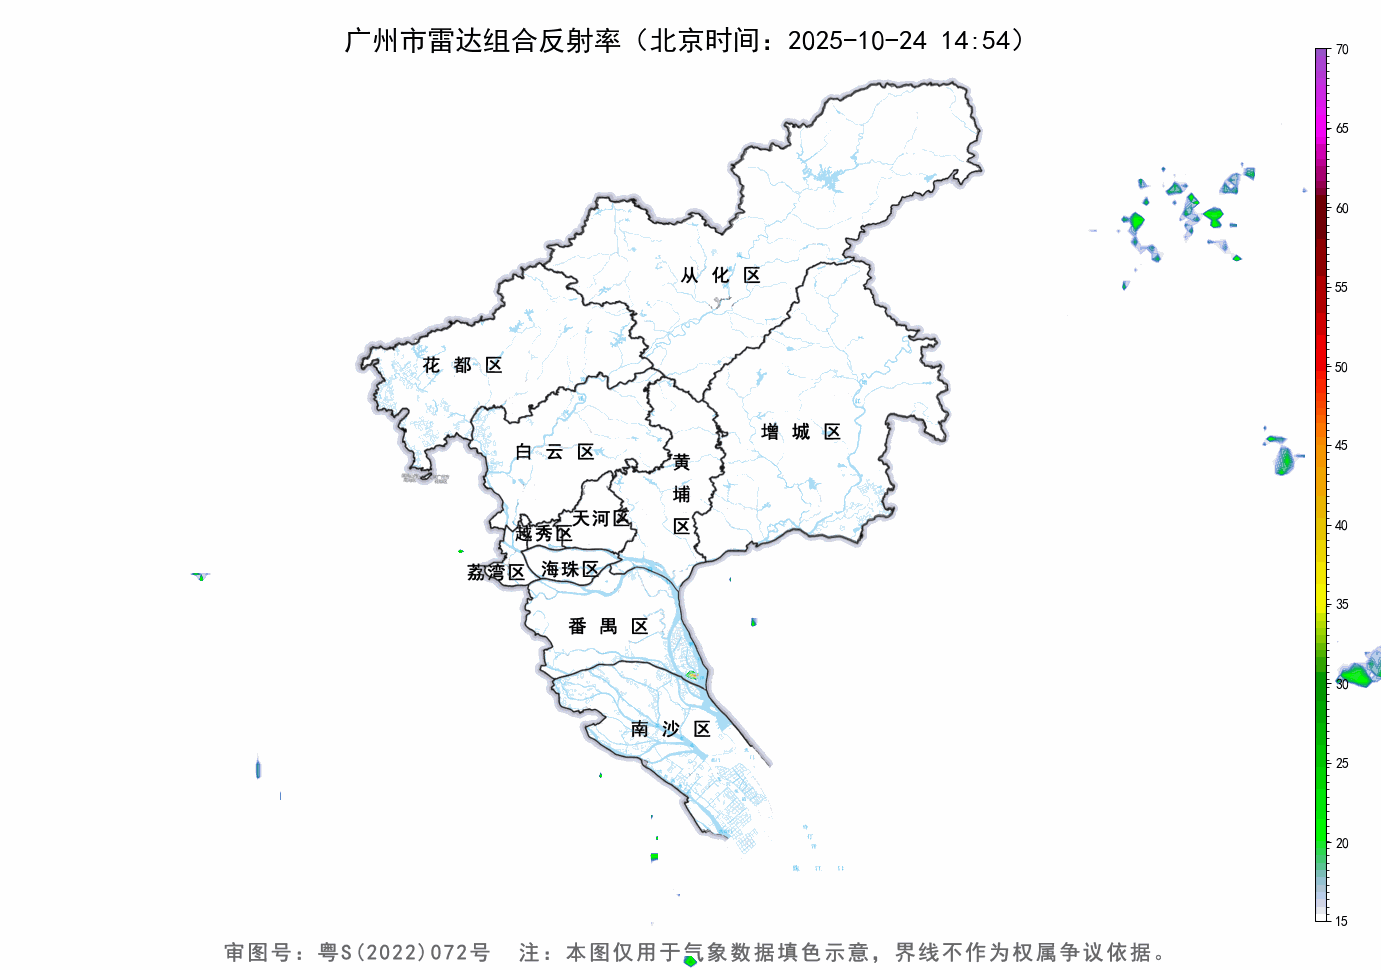 广州市雷达组合反射率（北京时间：2025-10-24 14:54）
70
65
60
55
50
45
40
35
30
25
20
15
从化区
花都区
增城区
白云区
黄埔区
天河区
越秀区
荔湾区
海珠区
番禺区
南沙区
审图号：粤S(2022)072号 注：本图仅用于气象数据填色示意，界线不作为权属争议依据。